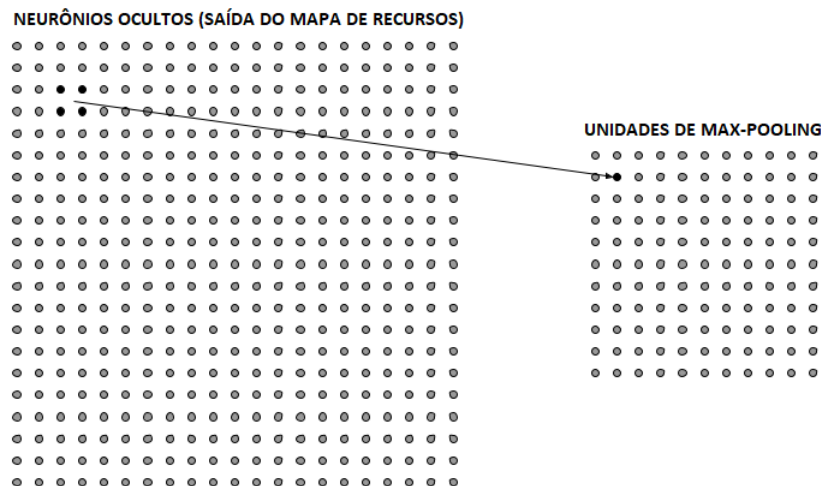 NEURÔNIOS OCULTOS (SAÍDA DO MAPA DE RECURSOS)
UNIDADES DE MAX-POOLING